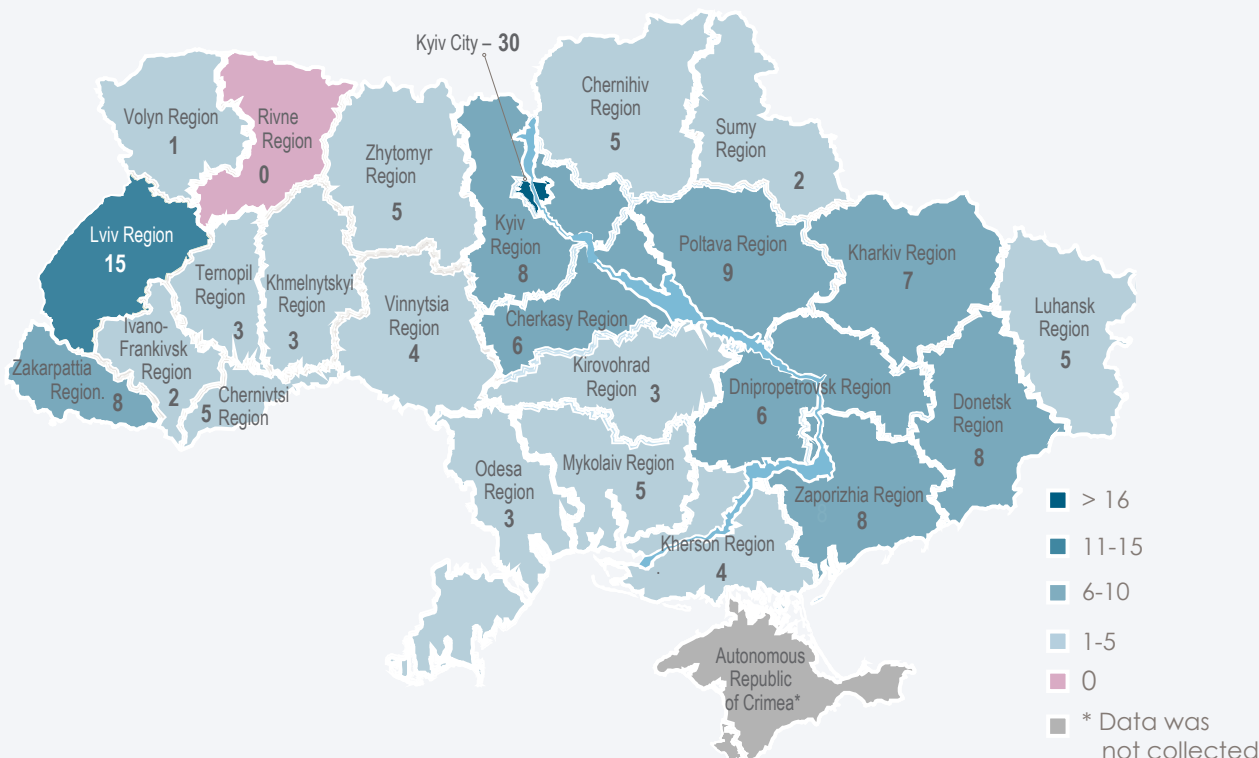 Kyiv City – 30
Chernihiv
Region
5
Volyn Region
1
Rivne
Region
0
Sumy
Region
2
Zhytomyr
Region
5
Lviv Region
15
Kyiv
Region
8
Poltava Region
9
Kharkiv Region
7
Ternopil
Region
3
Khmelnytskyi
Region
3
Vinnytsia
Region
4
Cherkasy Region
6
Luhansk
Region
5
Ivano-
Frankivsk
Region
2
Zakarpattia
Region. 8
Chernivtsi
5 Region
Kirovohrad
Region 3
Dnipropetrovsk Region
6
Donetsk
Region
8
Odesa
Region
3
Mykolaiv Region
5
Zaporizhia Region
8
Kherson Region
4
Autonomous
Republic
of Crimea*
> 16
11-15
6-10
1-5
0
* Data was
not collected